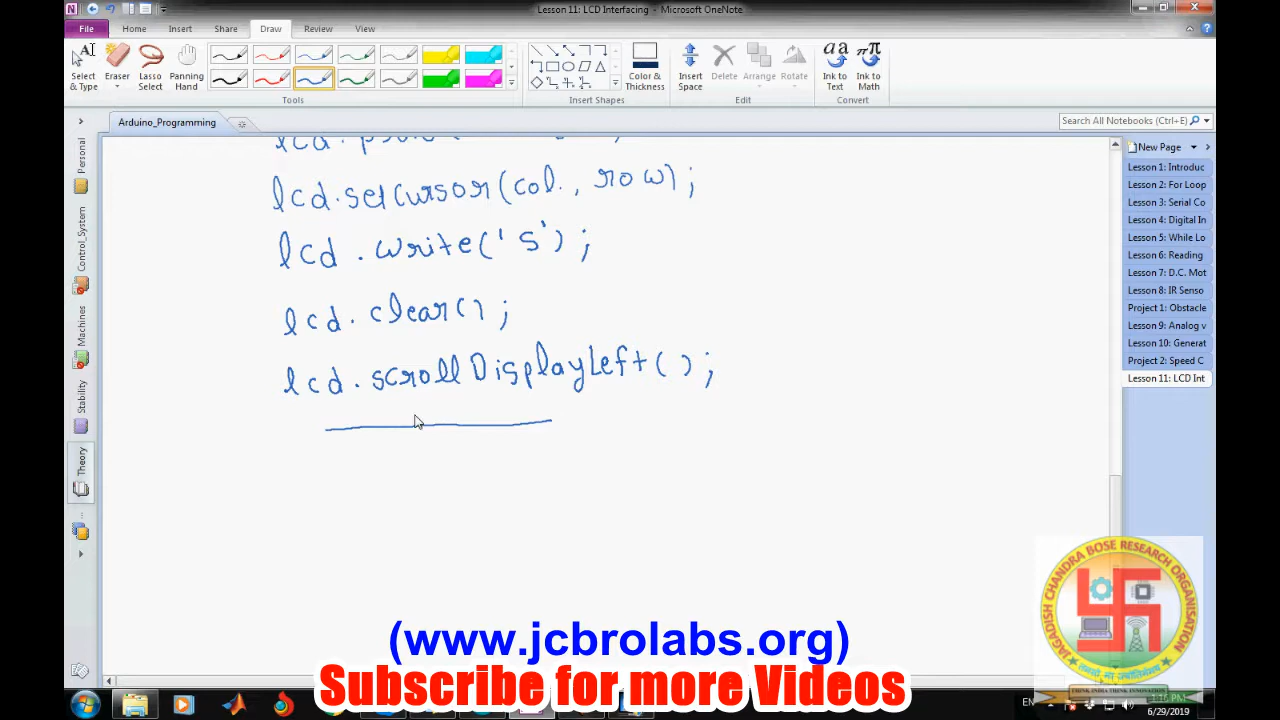 Lesson 11: LCD Interfacing - Microsoft OneNote
File Home Insert Share Draw Review View
Select & Type
Eraser
Lasso Select
Panning Hand
Color & Thickness
Insert Space
Delete
Arrange
Rotate
Ink to Text
Ink to Math
Tools
Insert Shapes
Edit
Convert
Arduino_Programming
Search All Notebooks (Ctrl+E)
New Page
Personal
Control_System
Machines
Stability
Theory
Lesson 1: Introduc
Lesson 2: For Loop
Lesson 3: Serial Co
Lesson 4: Digital In
Lesson 5: While Lo
Lesson 6: Reading
Lesson 7: D.C. Mot
Lesson 8: IR Senso
Project 1: Obstacle
Lesson 9: Analog v
Lesson 10: Generat
Project 2: Speed C
Lesson 11: LCD Int
lcd.setCursor(col., row);
lcd.write('S');
lcd.clear();
lcd.scrollDisplayLeft();
JAGADISH CHANDRA BOSE RESEARCH ORGANISATION
THINK INDIA THINK INNOVATION
(www.jcbrolabs.org)
Subscribe for more Videos
EN
6/29/2019